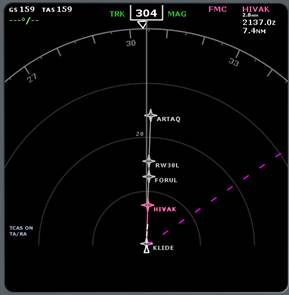 GS 159 TAS 159
---°/--
TRK 304 MAG
FMC HIVAK
2.8min
2137.0z
7.4NM
30
27
33
ARTAQ
20
RW30L
FORUL
HIVAK
KLIDE
TCAS ON
TA/RA